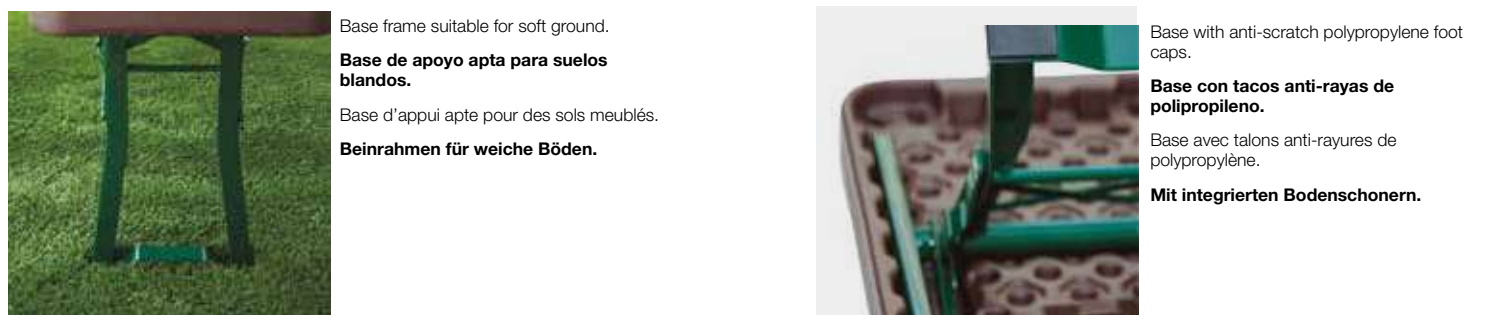 Base frame suitable for soft ground.
Base de apoyo apta para suelos
blandos.
Base d’appui apte pour des sols meublés.
Beinrahmen für weiche Böden.
Base with anti-scratch polypropylene foot
caps.
Base con tacos anti-rayas de
polipropileno.
Base avec talons anti-rayures de
polypropylène.
Mit integrierten Bodenschonern.